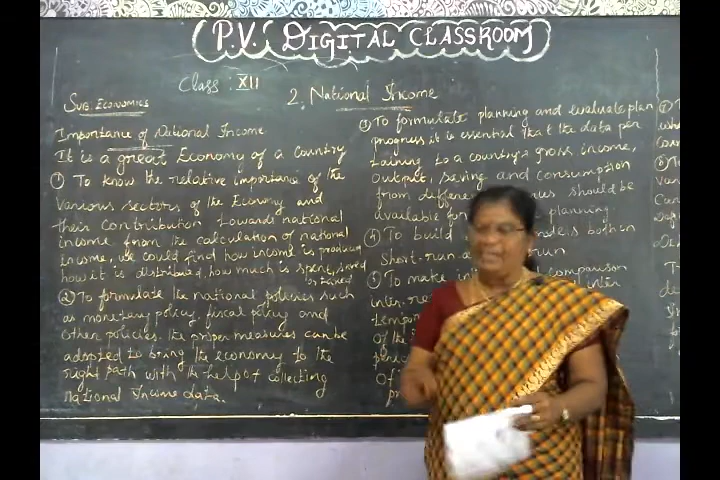 P.V. DIGITAL CLASSROOM
Class : XII
Sub: Economics
2. National Income
Importance of National Income
It is a great Economy of a country
① To know the relative importance of the
various sectors of the Economy and
their contribution towards national
income from the calculation of national
income, we could find how income is produced
how it is distributed, how much is spent, saved
or taxed
② To formulate the national policies such
as monetary policy, fiscal policy and
other policies. the proper measures can be
adopted to bring the economy to the
right path with the help of collecting
national Income data.
③ To formulate planning and evaluate plan
progress it is essential that the data per
taining to a country's gross income,
output, saving and consumption
from should be
available for planning
④ To build both in
Short-run run
⑤ To make comparison
inter
of the